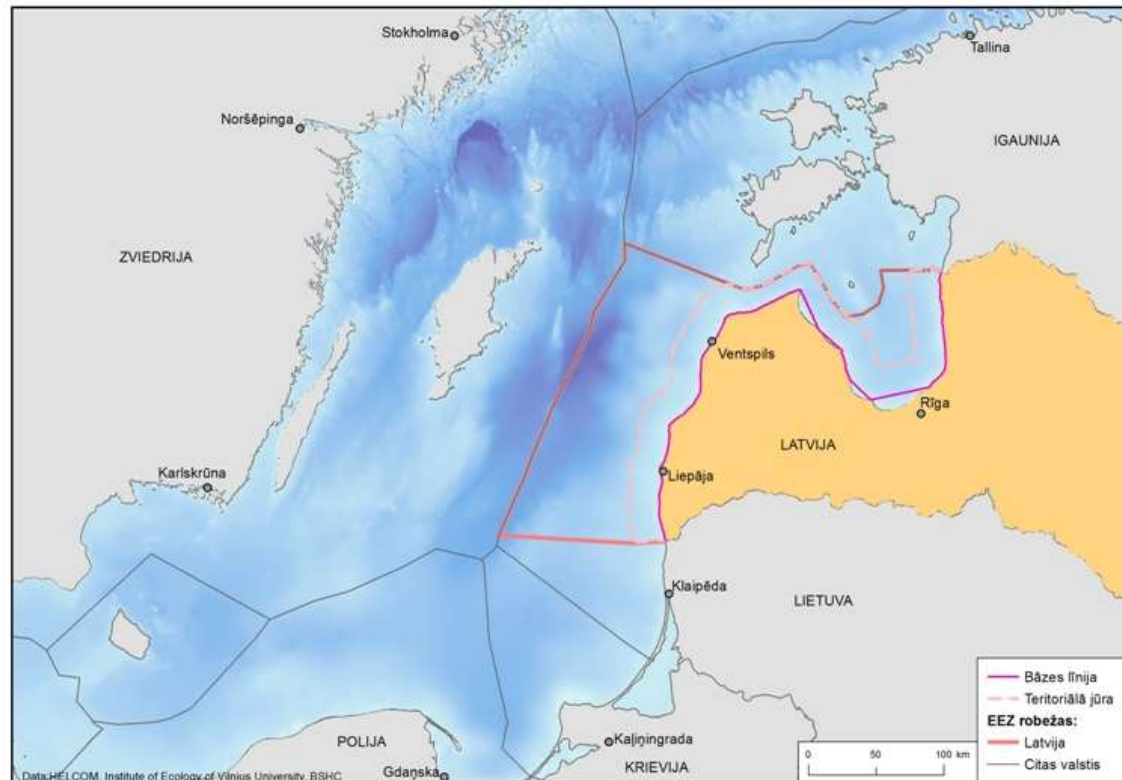 Stokholma
Tallina
Noršēpinga
IGAUNIJA
ZVIEDRIJA
Ventspils
Rīga
LATVIJA
Karlskrūna
Liepāja
Klaipēda
LIETUVA
Bāzes līnija
Teritoriālā jūra
EEZ robežas:
Latvija
Citas valstis
POLIJA
Kaļiņingrada
0 50 100 km
KRIEVIJA
Gdaņska
Data:HELCOM, Institute of Ecology of Vilnius University, BSHC